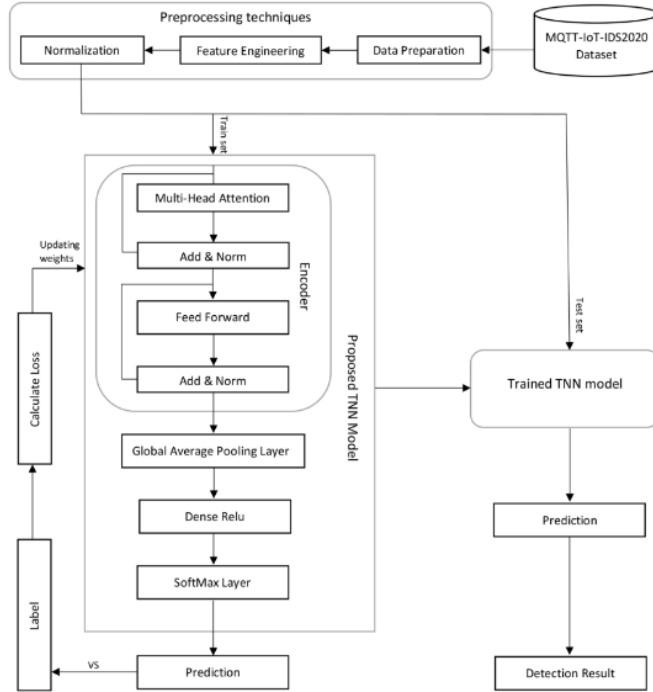 Preprocessing techniques
Normalization
Feature Engineering
Data Preparation
MQTT-IoT-IDS2020
Dataset
Train set
Test set
Multi-Head Attention
Add & Norm
Feed Forward
Add & Norm
Encoder
Proposed TNN Model
Global Average Pooling Layer
Dense Relu
SoftMax Layer
Prediction
VS
Label
Calculate Loss
Updating
weights
Trained TNN model
Prediction
Detection Result